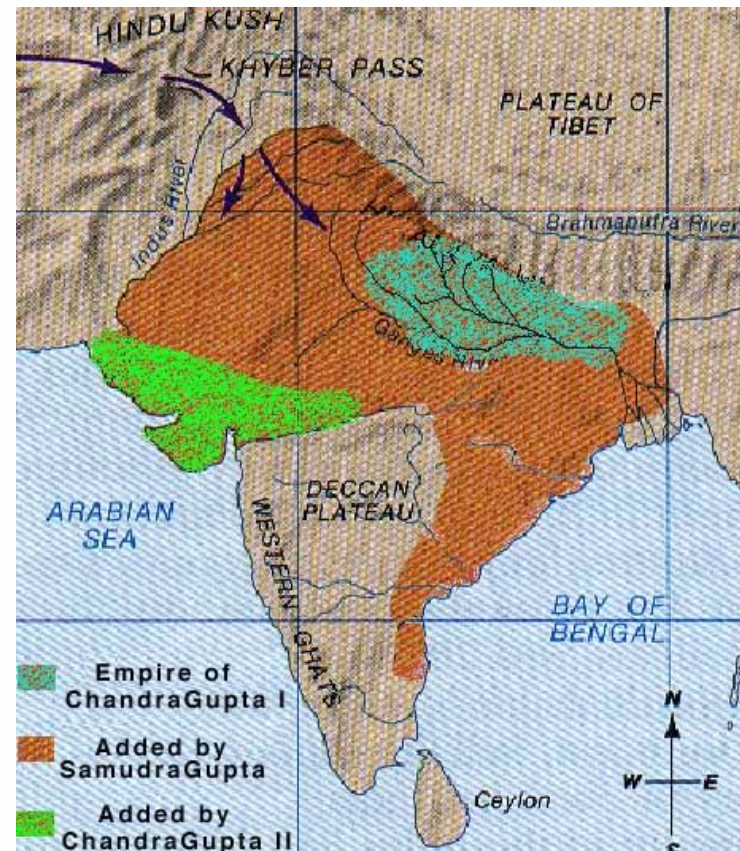 HINDU KUSH
KHYBER PASS
PLATEAU OF
TIBET
Indus River
Brahmaputra River
Ganges
DECCAN
PLATEAU
ARABIAN
SEA
WESTERN GHATS
BAY OF
BENGAL
Empire of
ChandraGupta I
Added by
SamudraGupta
Added by
ChandraGupta II
Ceylon
N
W
E
S